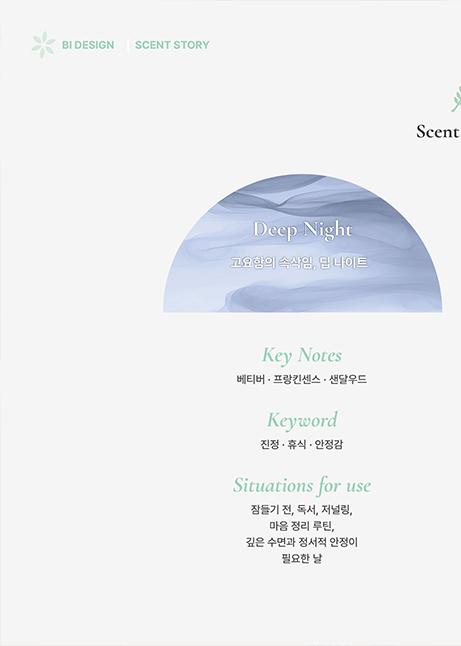 BI DESIGN | SCENT STORY
Scent
Deep Night
고요함의 속삭임, 딥 나이트
Key Notes
베티버 · 프랑킨센스 · 샌달우드
Keyword
진정 · 휴식 · 안정감
Situations for use
잠들기 전, 독서, 저널링,
마음 정리 루틴,
깊은 수면과 정서적 안정이
필요한 날